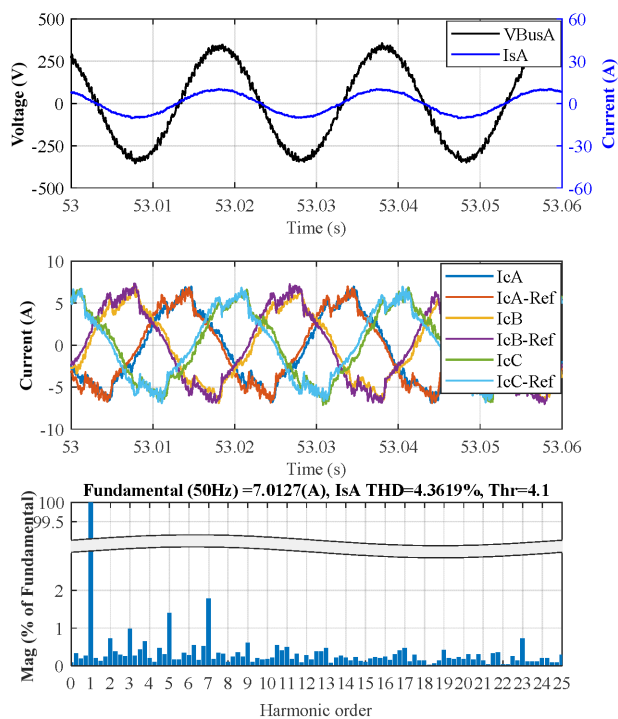 500
250
0
-250
-500
Voltage (V)
VBusA
IsA
60
40
20
0
-20
-40
-60
Current (A)
53
53.01
53.02
53.03
53.04
53.05
53.06
Time (s)
10
5
0
-5
-10
Current (A)
IcA
IcA-Ref
IcB
IcB-Ref
IcC
IcC-Ref
53
53.01
53.02
53.03
53.04
53.05
53.06
Time (s)
Fundamental (50Hz) =7.0127(A), IsA THD=4.3619%, Thr=4.1
100
99.5
2
1
0
Mag (% of Fundamental)
0 1 2 3 4 5 6 7 8 9 10 11 12 13 14 15 16 17 18 19 20 21 22 23 24 25
Harmonic order